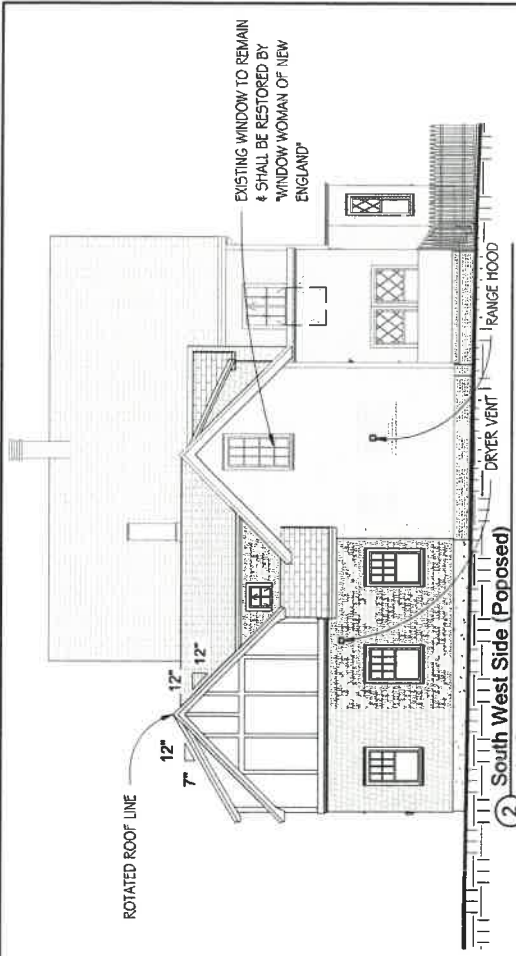 ROTATED ROOF LINE
12"
7"
12"
12"
EXISTING WINDOW TO REMAIN
& SHALL BE RESTORED BY
"WINDOW WOMAN OF NEW
ENGLAND"
DRYER VENT
RANGE HOOD
2
South West Side (Poposed)